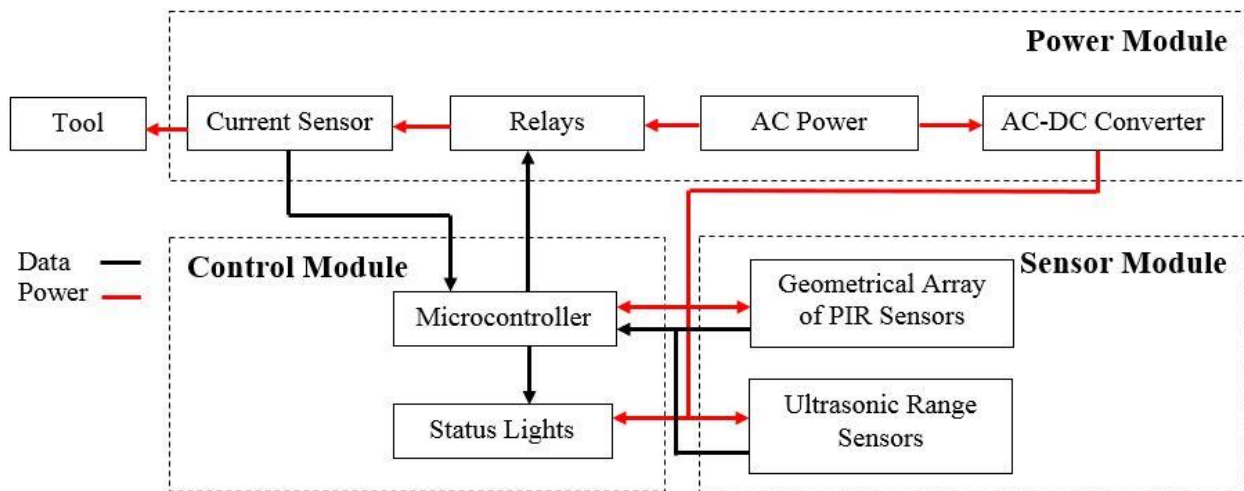 Power Module
Tool
Current Sensor
Relays
AC Power
AC-DC Converter
Data
Power
Control Module
Sensor Module
Microcontroller
Geometrical Array
of PIR Sensors
Status Lights
Ultrasonic Range
Sensors